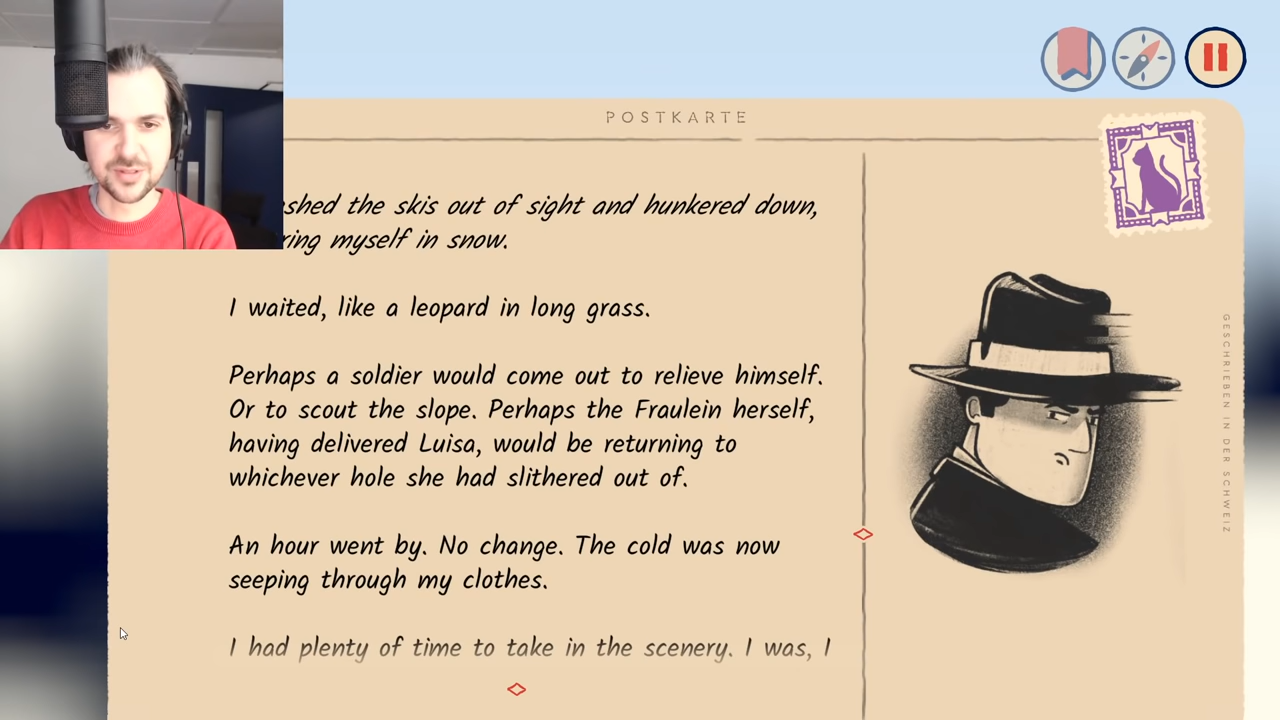 POSTKARTE
the skis out of sight and hunkered down,
myself in snow.
I waited, like a leopard in long grass.
Perhaps a soldier would come out to relieve himself.
Or to scout the slope. Perhaps the Fraulein herself,
having delivered Luisa, would be returning to
whichever hole she had slithered out of.
An hour went by. No change. The cold was now
seeping through my clothes.
I had plenty of time to take in the scenery. I was, I
GESCHRIEBEN IN DER SCHWEIZ